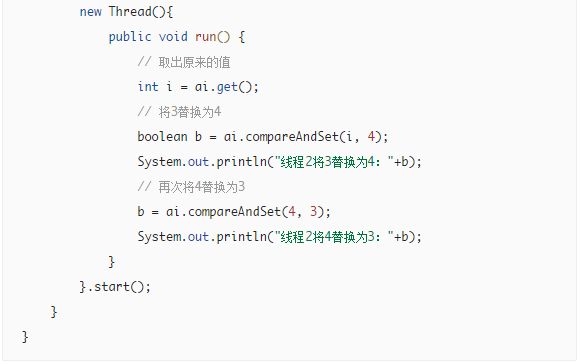 new Thread(){
public void run() {
// 取出原来的值
int i = ai.get();
// 将3替换为4
boolean b = ai.compareAndSet(i, 4);
System.out.println("线程2将3替换为4: "+b);
// 再次将4替换为3
b = ai.compareAndSet(4, 3);
System.out.println("线程2将4替换为3: "+b);
}
}.start();
}
}